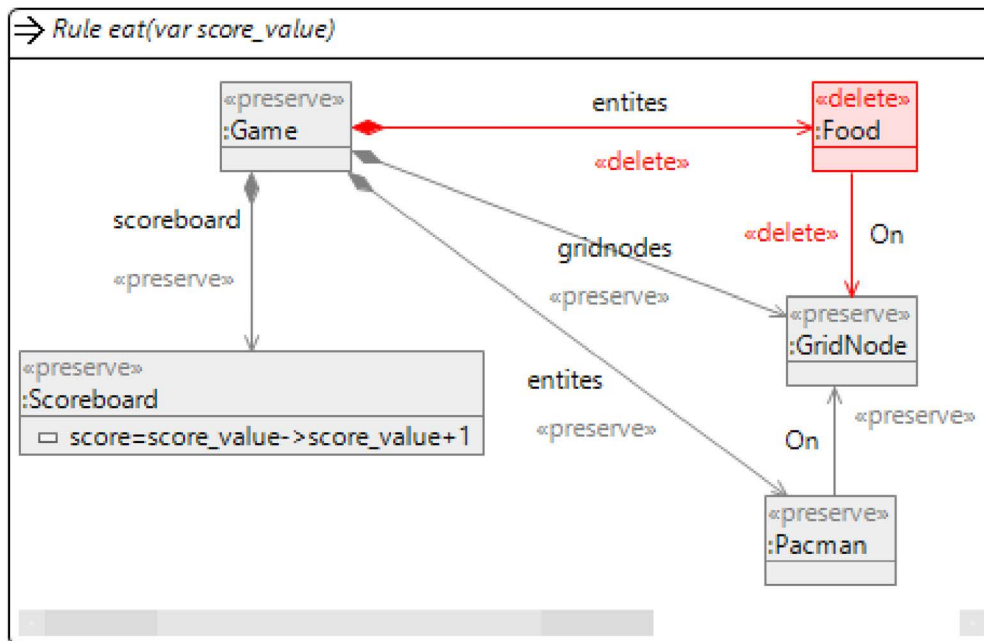 Rule eat(var score_value)
«preserve»
:Game
entites
«delete»
«delete»
:Food
scoreboard
«preserve»
gridnodes
«preserve»
«delete»
On
«preserve»
:GridNode
«preserve»
:Scoreboard
score=score_value->score_value+1
entites
«preserve»
«preserve»
On
«preserve»
:Pacman